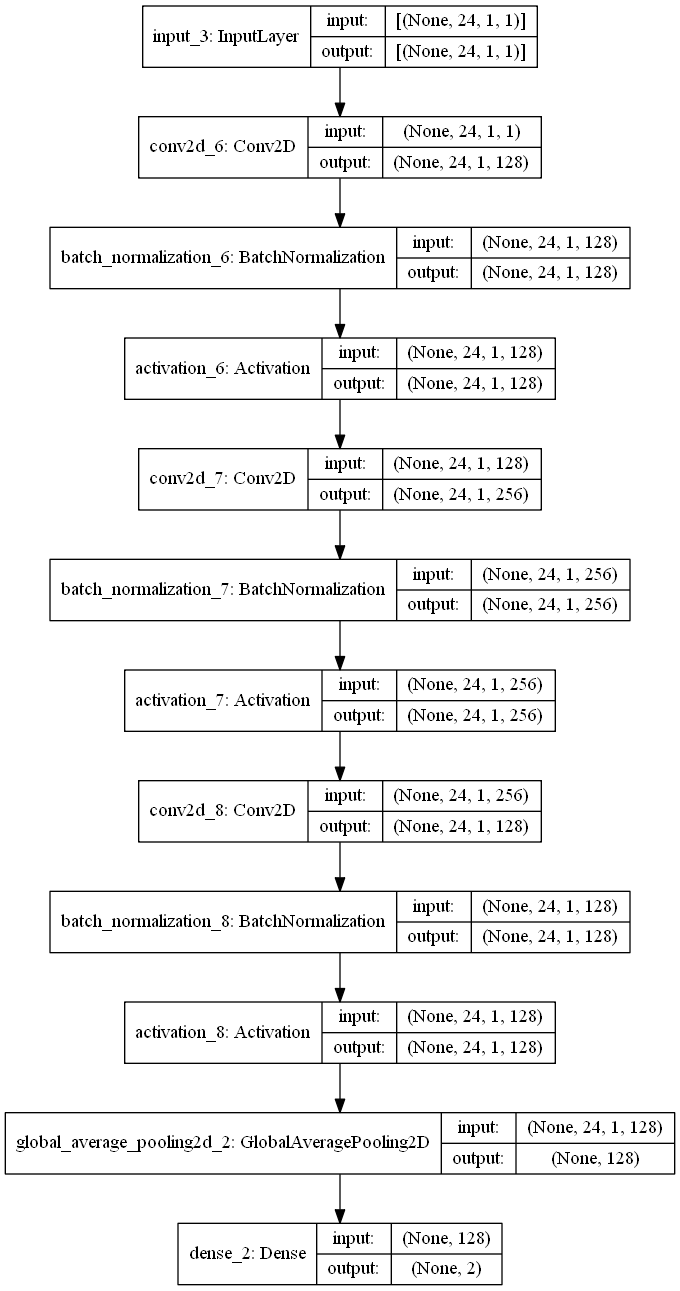 input_3: InputLayer
input: [(None, 24, 1, 1)]
output: [(None, 24, 1, 1)]
conv2d_6: Conv2D
input: (None, 24, 1, 1)
output: (None, 24, 1, 128)
batch_normalization_6: BatchNormalization
input: (None, 24, 1, 128)
output: (None, 24, 1, 128)
activation_6: Activation
input: (None, 24, 1, 128)
output: (None, 24, 1, 128)
conv2d_7: Conv2D
input: (None, 24, 1, 128)
output: (None, 24, 1, 256)
batch_normalization_7: BatchNormalization
input: (None, 24, 1, 256)
output: (None, 24, 1, 256)
activation_7: Activation
input: (None, 24, 1, 256)
output: (None, 24, 1, 256)
conv2d_8: Conv2D
input: (None, 24, 1, 256)
output: (None, 24, 1, 128)
batch_normalization_8: BatchNormalization
input: (None, 24, 1, 128)
output: (None, 24, 1, 128)
activation_8: Activation
input: (None, 24, 1, 128)
output: (None, 24, 1, 128)
global_average_pooling2d_2: GlobalAveragePooling2D
input: (None, 24, 1, 128)
output: (None, 128)
dense_2: Dense
input: (None, 128)
output: (None, 2)